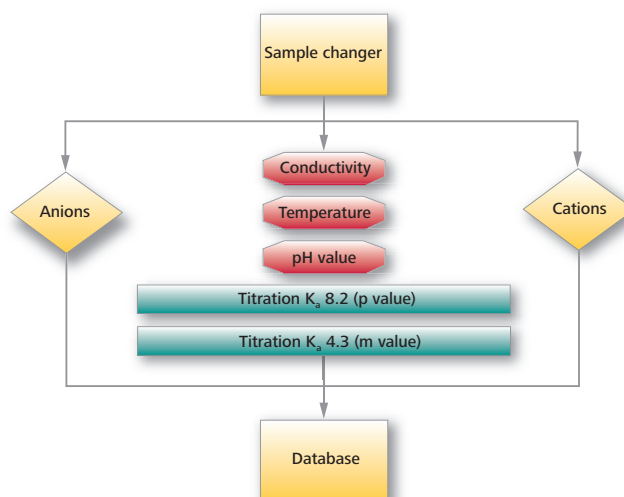 Sample changer
Conductivity
Anions
Temperature
Cations
pH value
Titration Kₐ 8.2 (p value)
Titration Kₐ 4.3 (m value)
Database